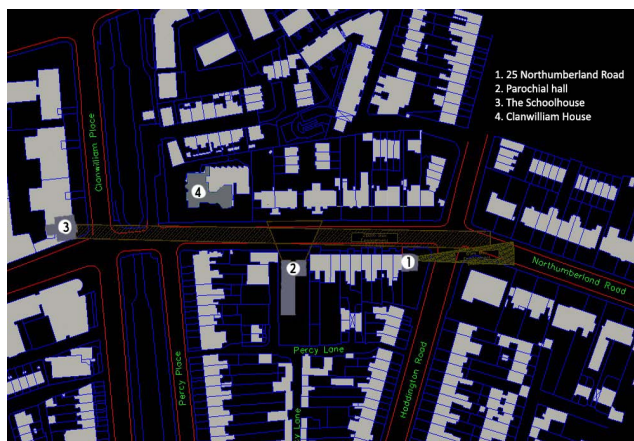 1. 25 Northumberland Road
2. Parochial hall
3. The Schoolhouse
4. Clanwilliam House
Clanwilliam Place
4
3
2
1
Northumberland Road
Percy Lane
Percy Place
Haddington Road
y Lane